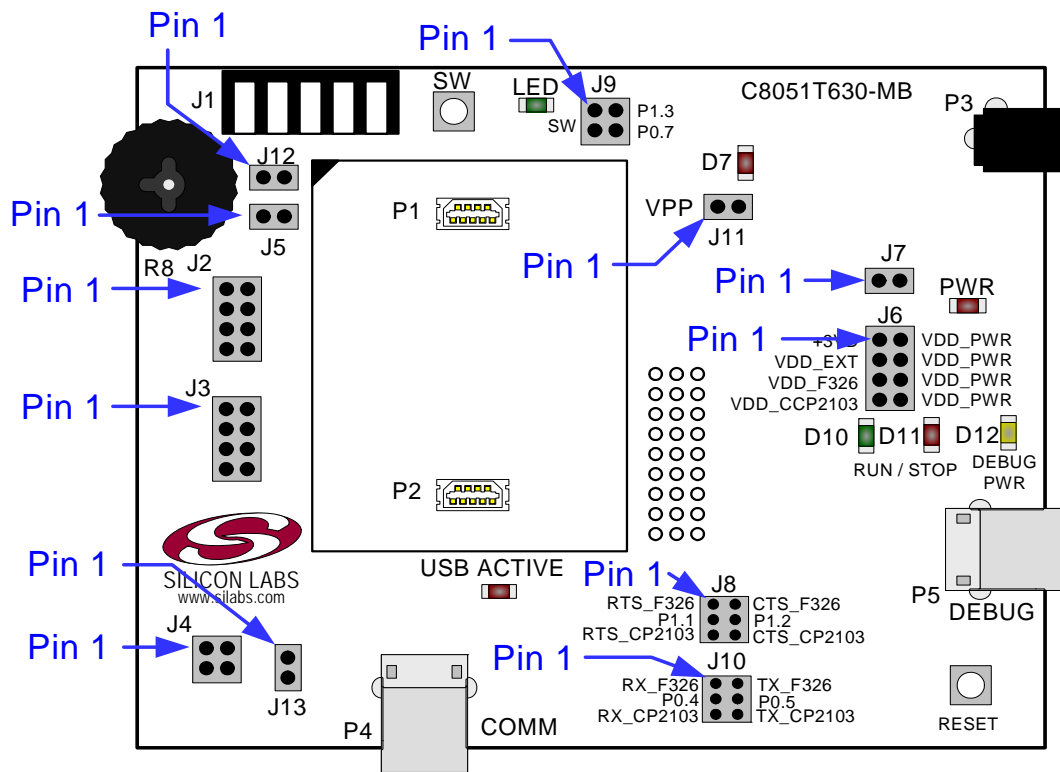 Pin 1
Pin 1
J1
SW
LED
J9
SW
P1.3
P0.7
C8051T630-MB
P3
J12
D7
Pin 1
J5
P1
VPP
J11
R8
J2
Pin 1
Pin 1
J7
Pin 1
PWR
J6
Pin 1
VDD_PWR
VDD_EXT
VDD_PWR
VDD_F326
VDD_PWR
VDD_CCP2103
VDD_PWR
J3
Pin 1
D10
D11
D12
RUN / STOP
DEBUG
PWR
P2
SILICON LABS
www.silabs.com
Pin 1
USB ACTIVE
Pin 1
J8
RTS_F326
CTS_F326
P1.1
P1.2
RTS_CP2103
CTS_CP2103
P5
DEBUG
J4
Pin 1
J13
Pin 1
J10
RX_F326
TX_F326
P0.4
P0.5
RX_CP2103
TX_CP2103
P4
COMM
RESET